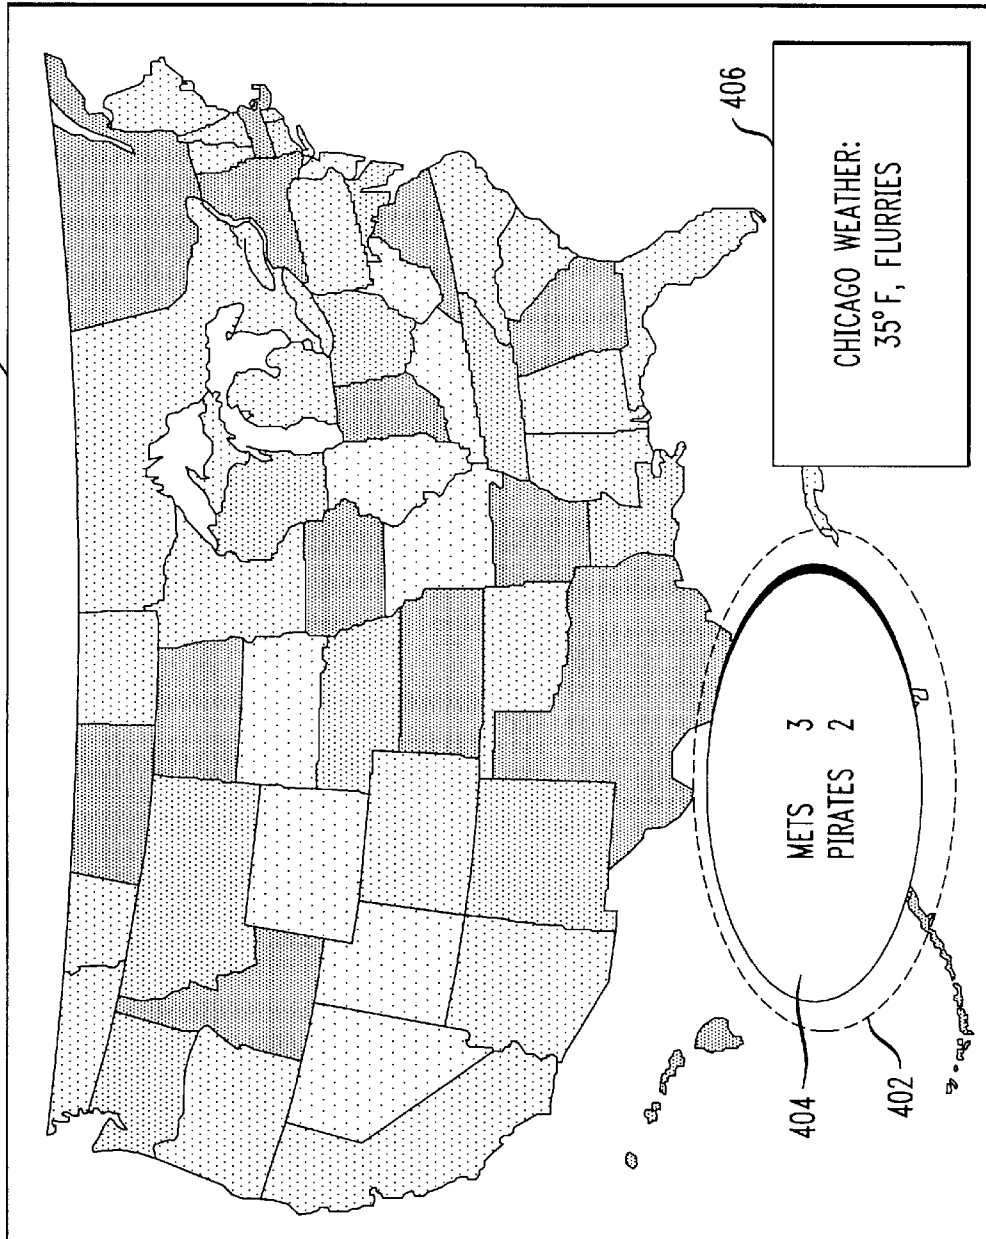 406
CHICAGO WEATHER:
35° F, FLURRIES
METS 3
PIRATES 2
404
402